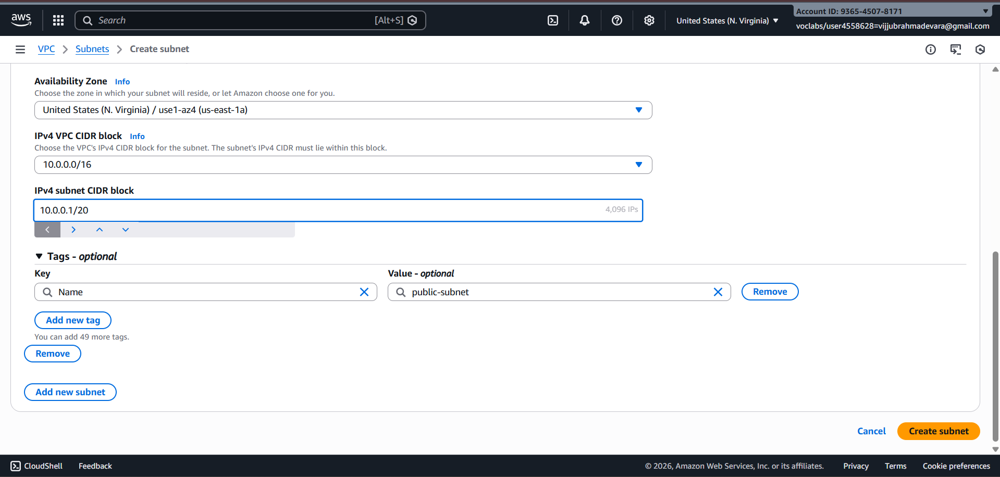 aws
Search [Alt+S]
United States (N. Virginia)
Account ID: 9365-4507-8171
voclabs/user4558628=vijjubrahmadevara@gmail.com
VPC
Subnets
Create subnet
Availability Zone Info
Choose the zone in which your subnet will reside, or let Amazon choose one for you.
United States (N. Virginia) / use1-az4 (us-east-1a)
IPv4 VPC CIDR block Info
Choose the VPC's IPv4 CIDR block for the subnet. The subnet's IPv4 CIDR must lie within this block.
10.0.0.0/16
IPv4 subnet CIDR block
10.0.0.1/20 4,096 IPs
Tags - optional
Key Value - optional
Name public-subnet Remove
Add new tag
You can add 49 more tags.
Remove
Add new subnet
Cancel Create subnet
CloudShell Feedback © 2026, Amazon Web Services, Inc. or its affiliates. Privacy Terms Cookie preferences